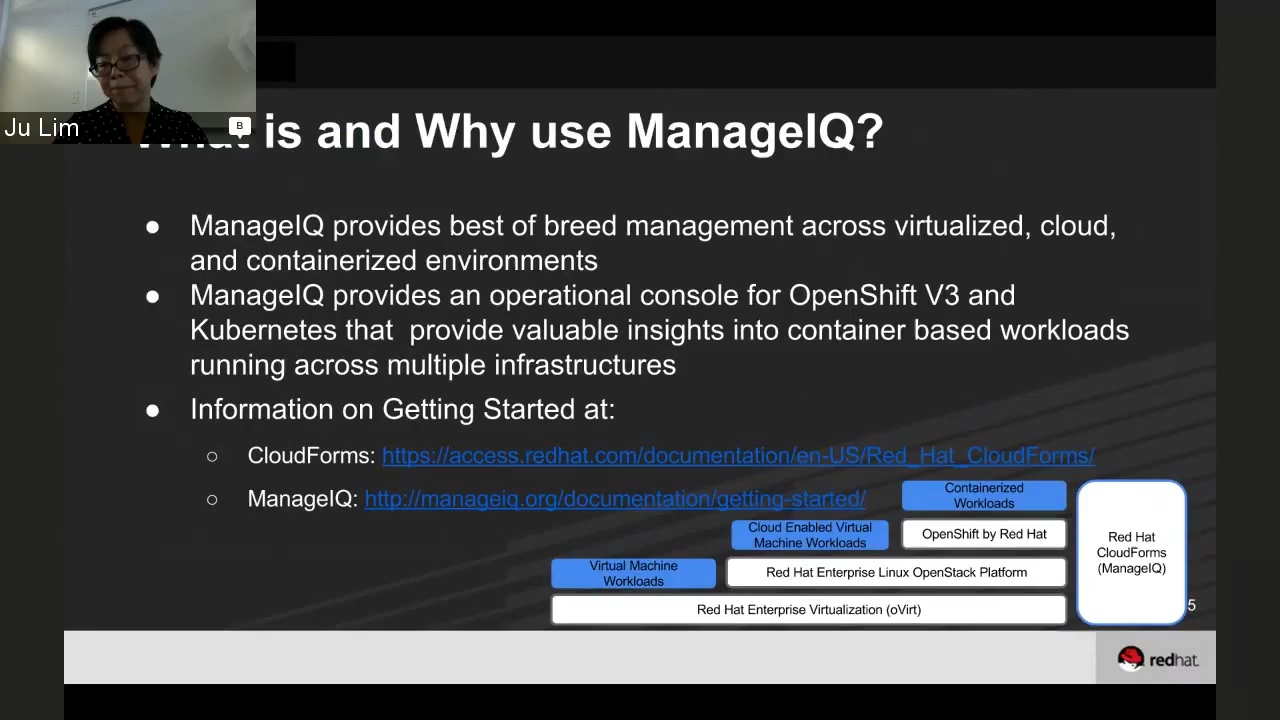 Ju Lim
B
What is and Why use ManageIQ?
● ManageIQ provides best of breed management across virtualized, cloud,
and containerized environments
● ManageIQ provides an operational console for OpenShift V3 and
Kubernetes that  provide valuable insights into container based workloads
running across multiple infrastructures
● Information on Getting Started at:
○ CloudForms: https://access.redhat.com/documentation/en-US/Red_Hat_CloudForms/
○ ManageIQ: http://manageiq.org/documentation/getting-started/
Containerized
Workloads
Cloud Enabled Virtual
Machine Workloads
OpenShift by Red Hat
Virtual Machine
Workloads
Red Hat Enterprise Linux OpenStack Platform
Red Hat Enterprise Virtualization (oVirt)
Red Hat
CloudForms
(ManageIQ)
5
redhat.